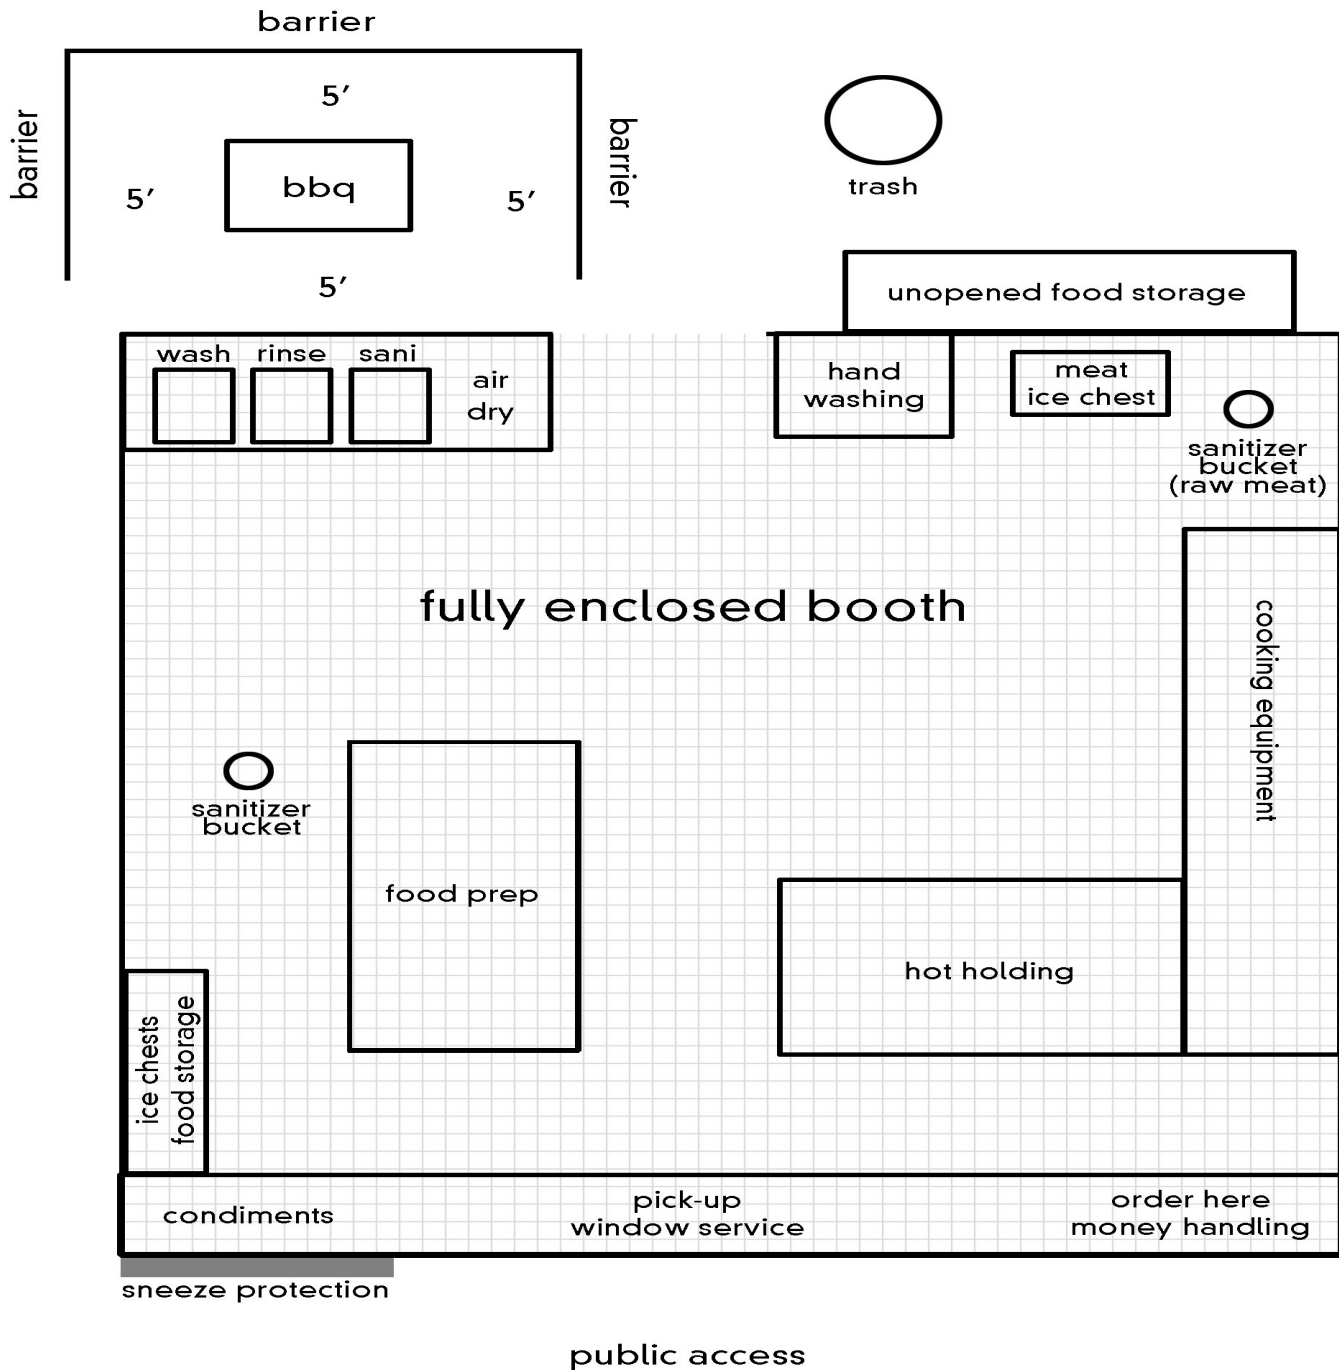 barrier
barrier
5′
barrier
5′
bbq
5′
5′
trash
unopened food storage
wash
rinse
sani
air
dry
hand
washing
meat
ice chest
sanitizer
bucket
(raw meat)
fully enclosed booth
cooking equipment
sanitizer
bucket
food prep
hot holding
ice chests
food storage
condiments
pick-up
window service
order here
money handling
sneeze protection
public access